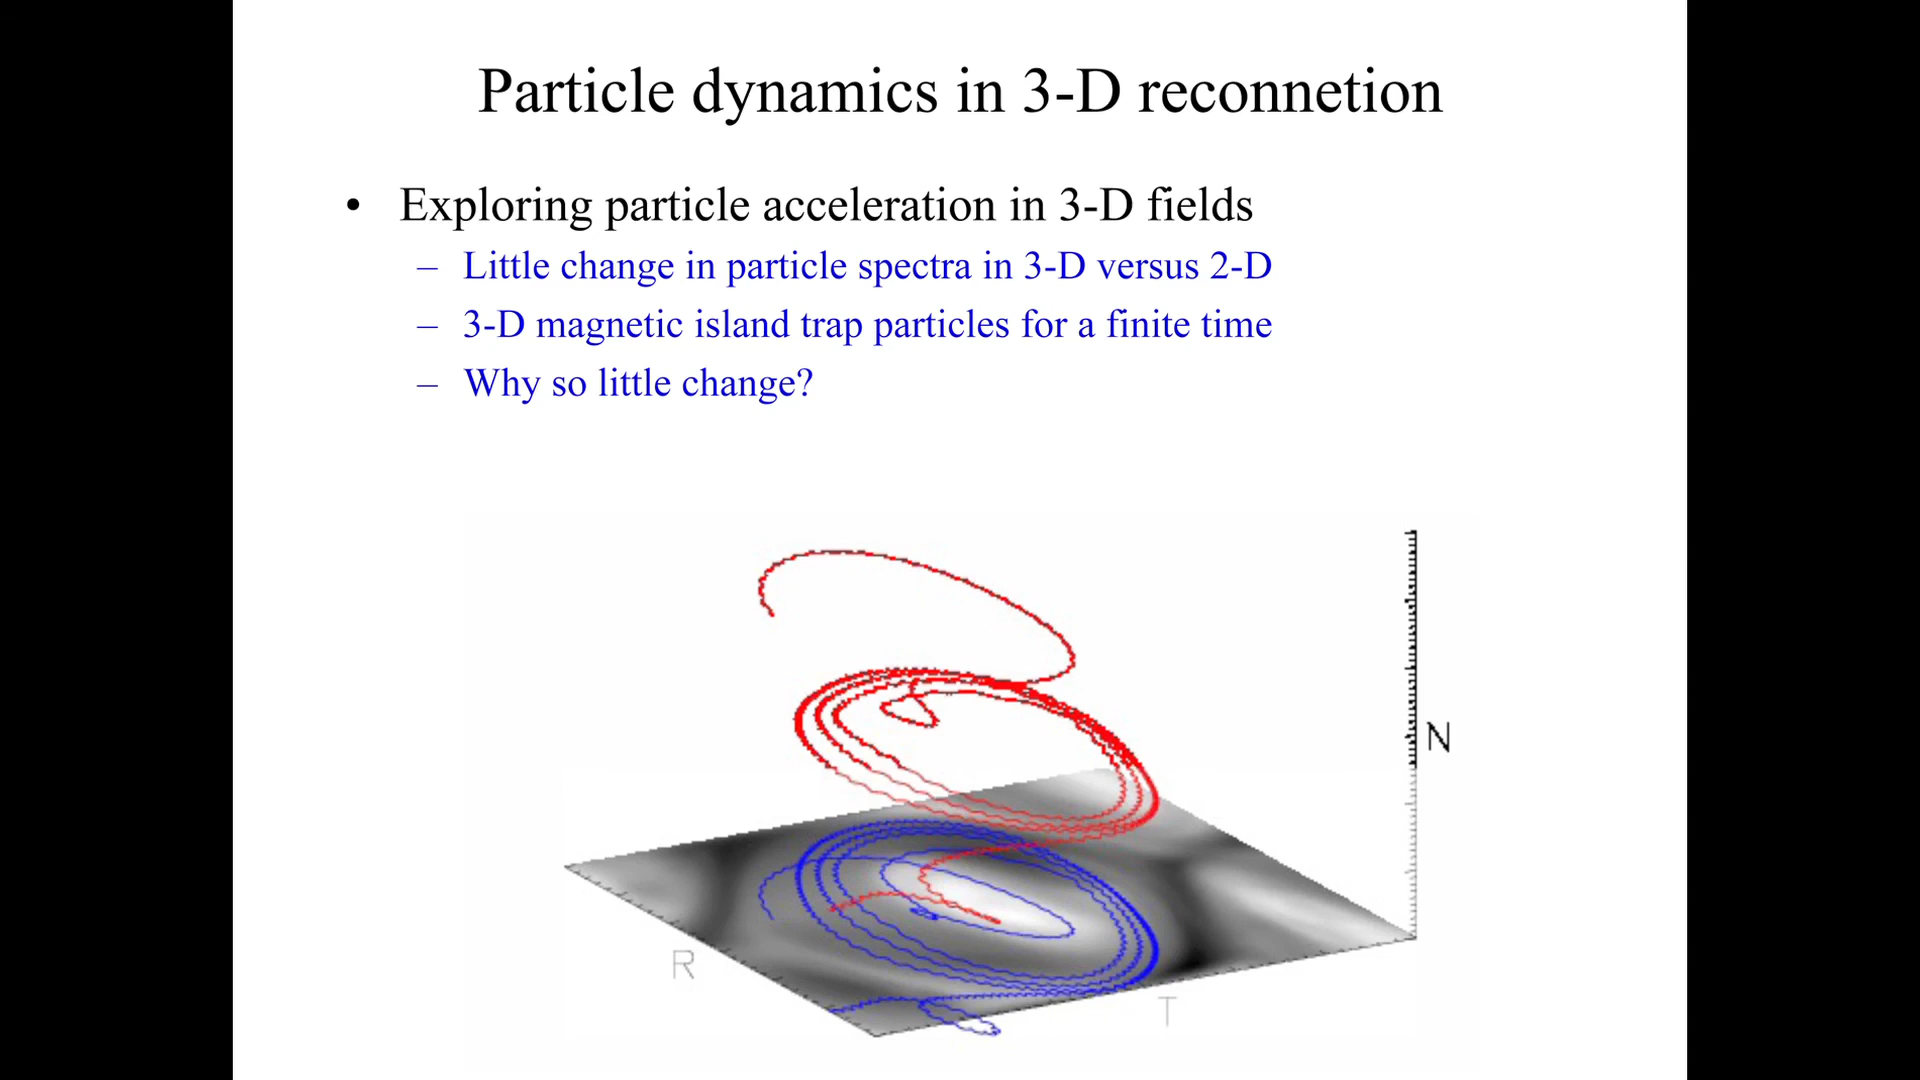 Particle dynamics in 3-D reconnetion
• Exploring particle acceleration in 3-D fields
– Little change in particle spectra in 3-D versus 2-D
– 3-D magnetic island trap particles for a finite time
– Why so little change?
N
R
T